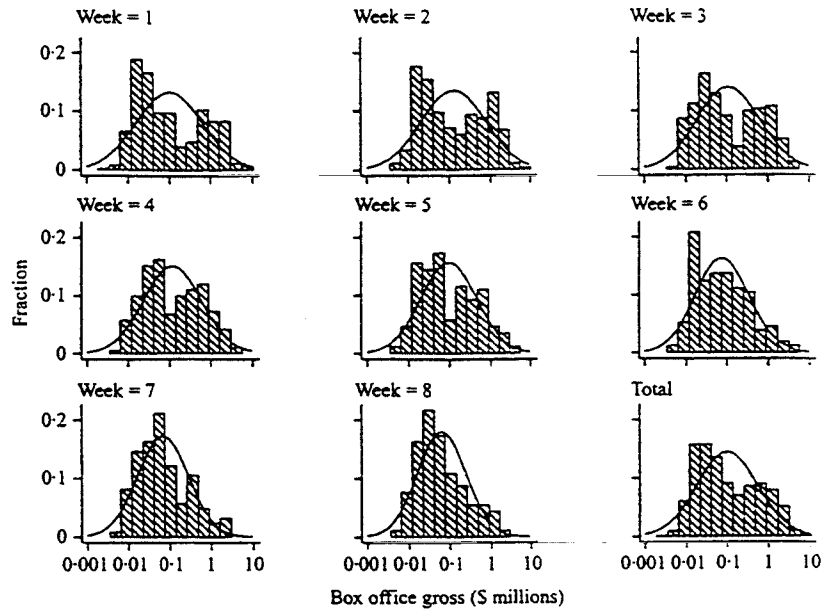 Week = 1
Week = 2
Week = 3
0·2
0·1
0
Week = 4
Week = 5
Week = 6
0·2
0·1
0
Fraction
Week = 7
Week = 8
Total
0·2
0·1
0
0·001 0·01 0·1 1 10
0·001 0·01 0·1 1 10
0·001 0·01 0·1 1 10
Box office gross ($ millions)